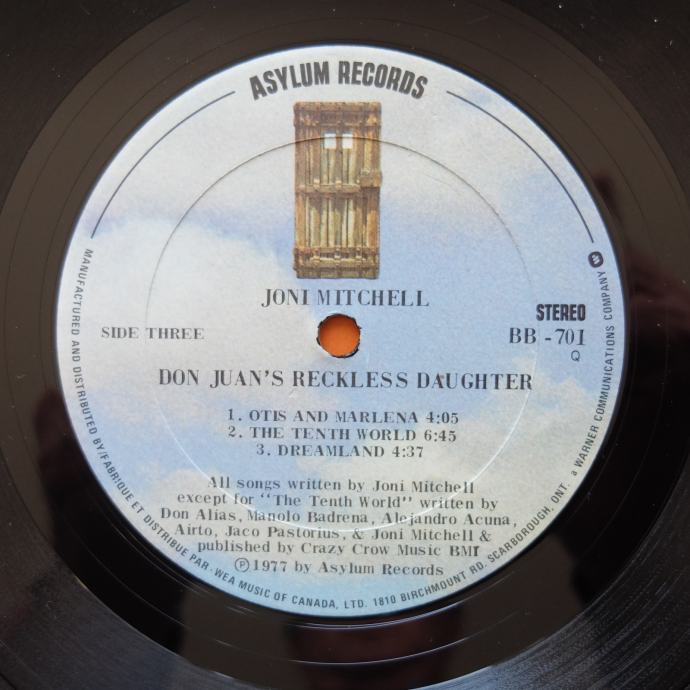 ASYLUM RECORDS
JONI MITCHELL
SIDE THREE
STEREO
BB-701
Q
DON JUAN'S RECKLESS DAUGHTER
1. OTIS AND MARLENA 4:05
2. THE TENTH WORLD 6:45
3. DREAMLAND 4:37
All songs written by Joni Mitchell
except for "The Tenth World" written by
Don Alias, Manolo Badrena, Alejandro Acuna,
Airto, Jaco Pastorius, & Joni Mitchell &
published by Crazy Crow Music BMI
Ⓟ1977 by Asylum Records
MANUFACTURED AND DISTRIBUTED BY/FABRIQUE ET DISTRIBUE PAR-WEA MUSIC OF CANADA, LTD. 1810 BIRCHMOUNT RD. SCARBOROUGH, ONT. a WARNER COMMUNICATIONS COMPANY